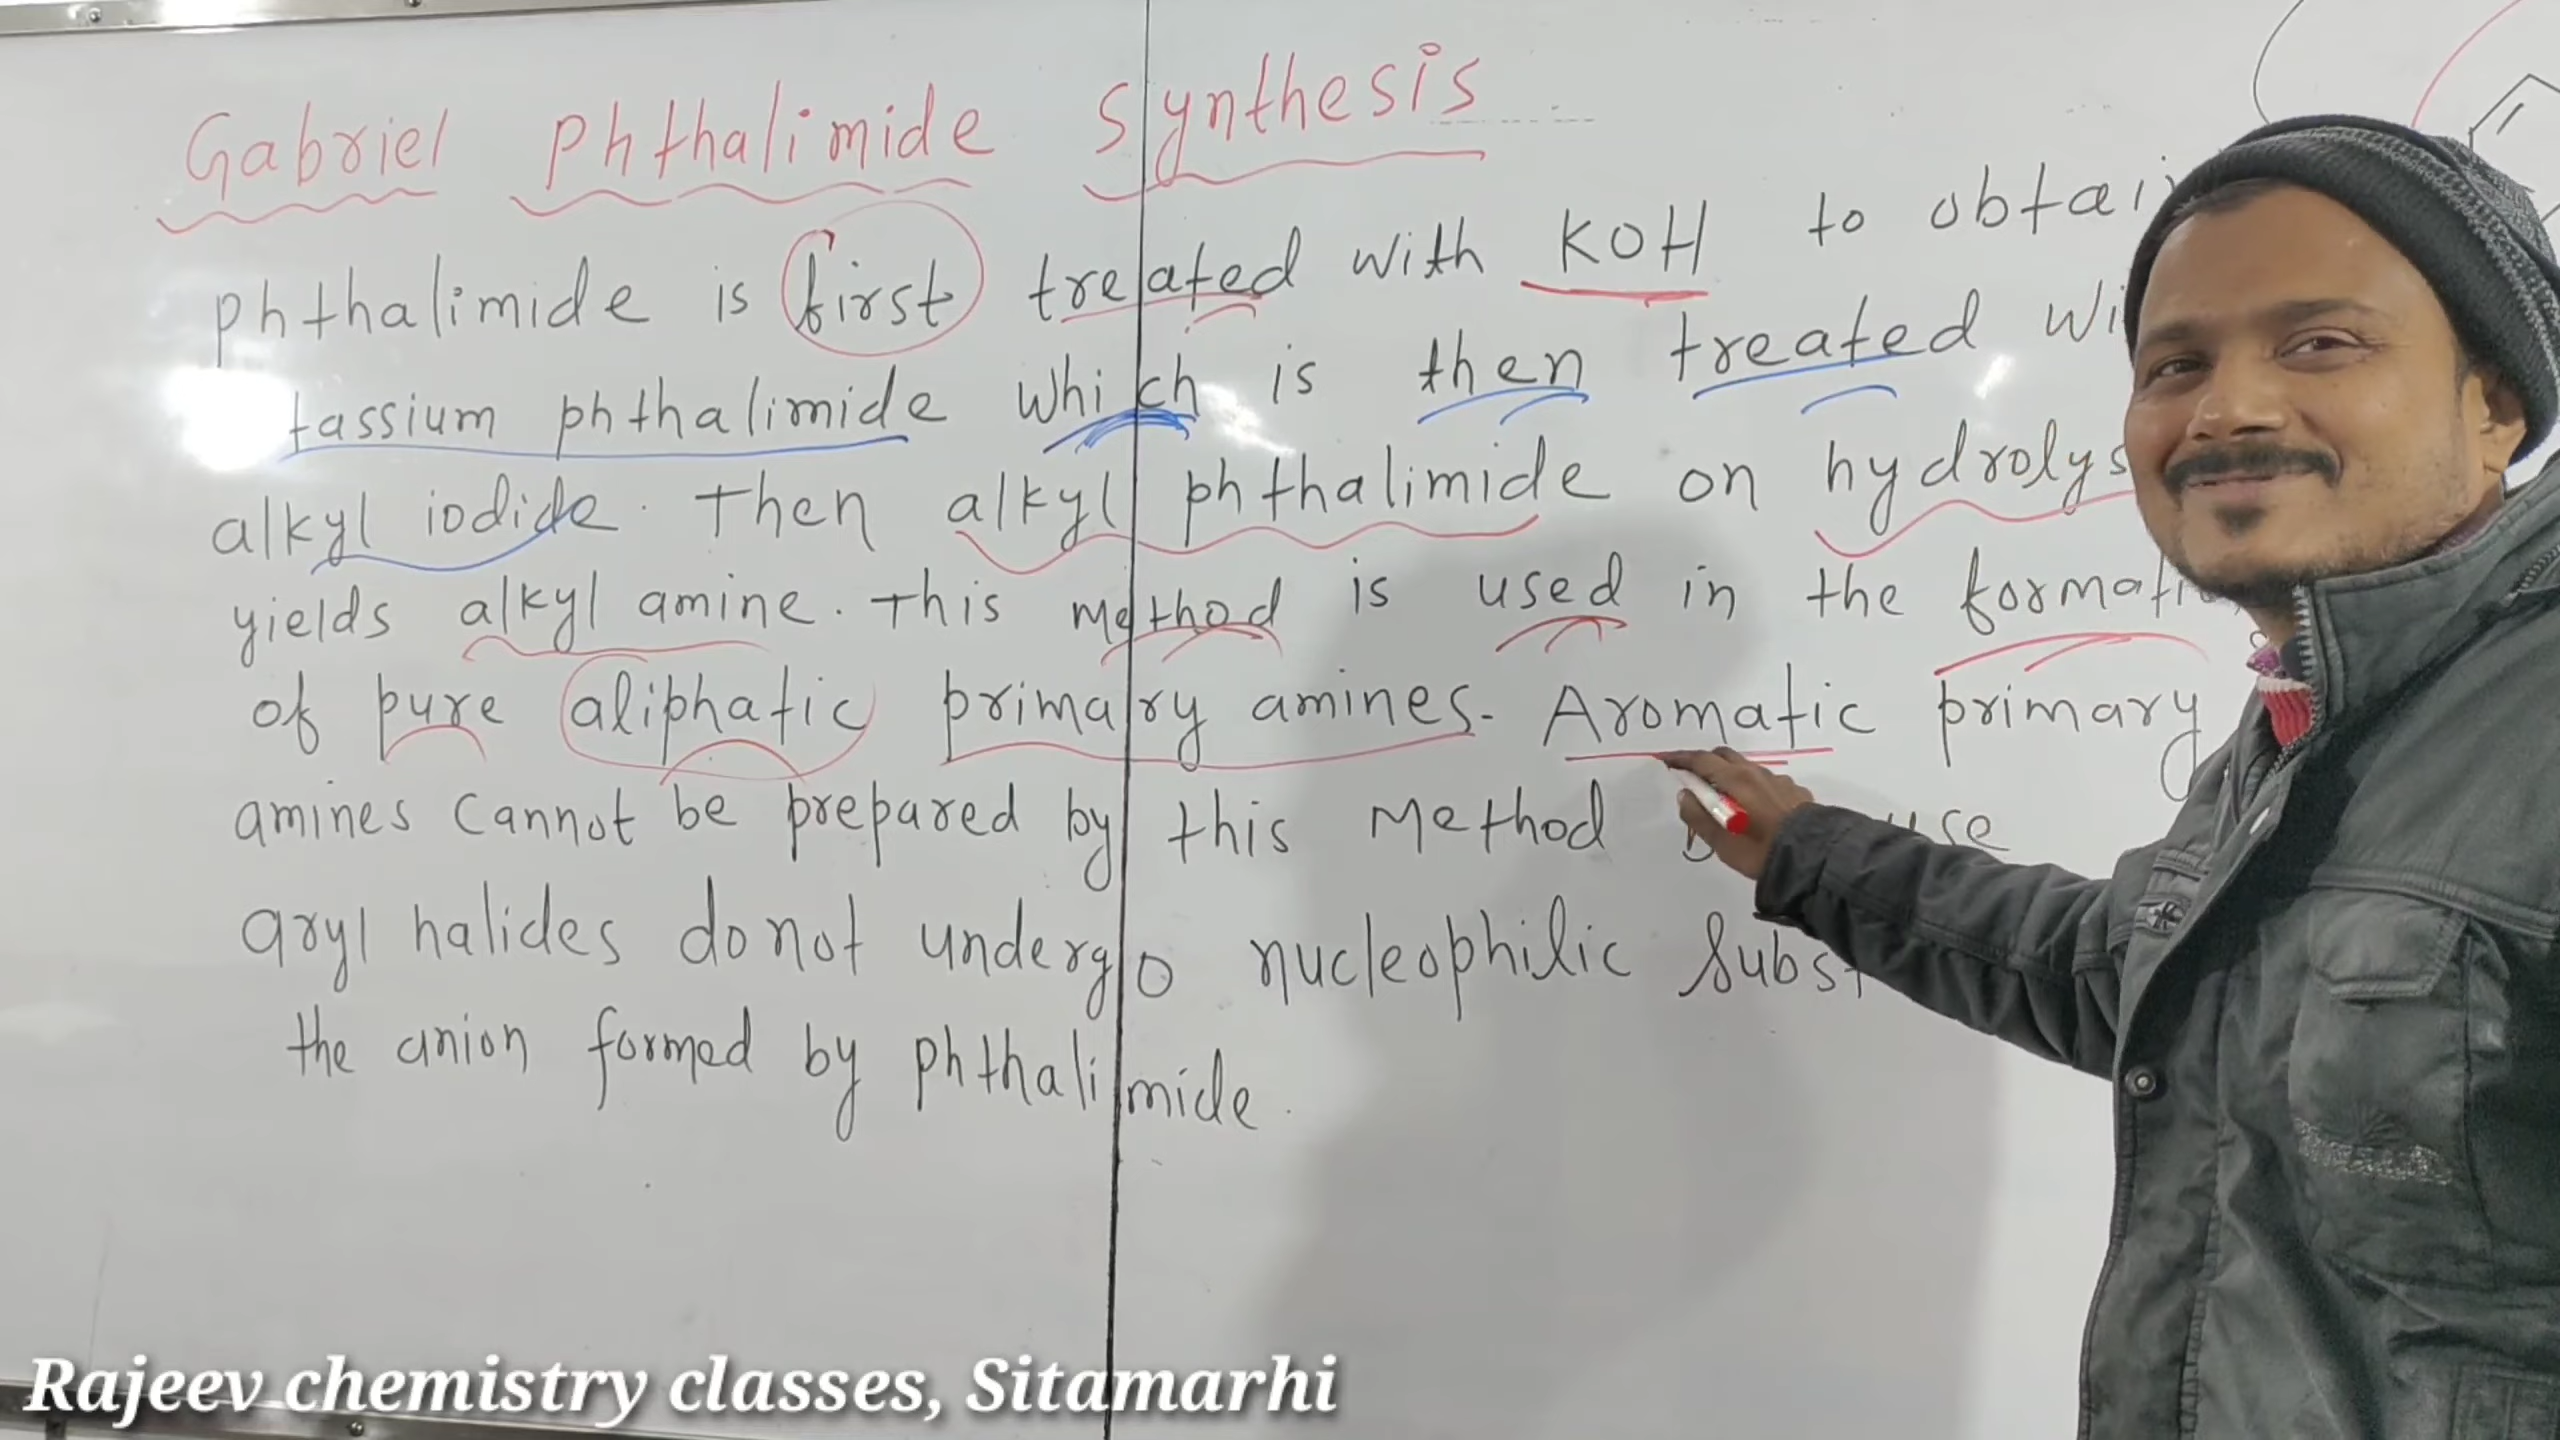 Gabriel Phthalimide Synthesis
phthalimide is first treated with KOH to obtai
tassium phthalimide which is then treated wi
alkyl iodide. Then alkyl phthalimide on hydrolys
yields alkyl amine. This method is used in the formati
of pure aliphatic primary amines. Aromatic primary
amines cannot be prepared by this Method use
aryl halides do not undergo nucleophilic Subst
the anion formed by phthalimide.
Rajeev chemistry classes, Sitamarhi